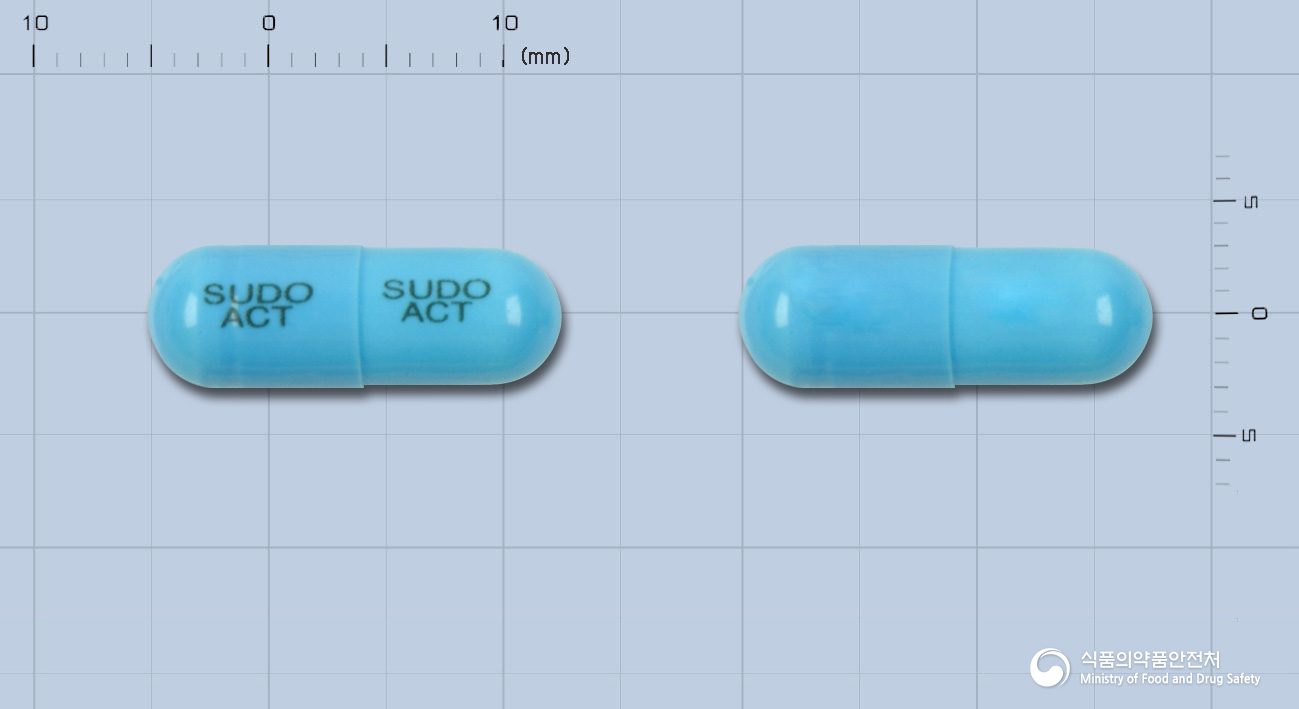 10 0 10
(mm)
SUDO
ACT
SUDO
ACT
5
0
5
식품의약품안전처
Ministry of Food and Drug Safety